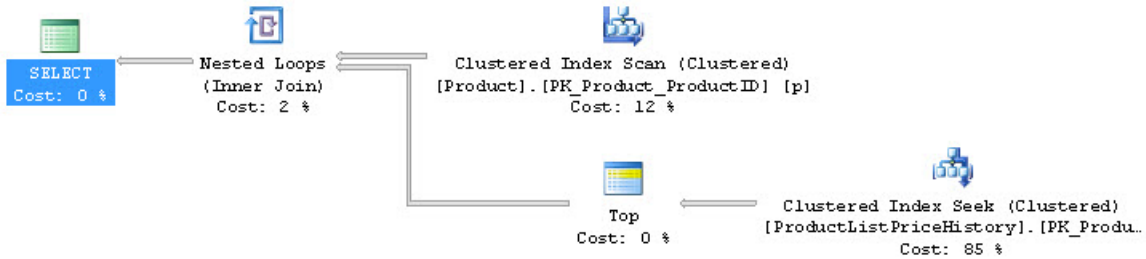 SELECT
Cost: 0 %
Nested Loops
(Inner Join)
Cost: 2 %
Clustered Index Scan (Clustered)
[Product].[PK_Product_ProductID] [p]
Cost: 12 %
Top
Cost: 0 %
Clustered Index Seek (Clustered)
[ProductListPriceHistory].[PK_Produ…
Cost: 85 %